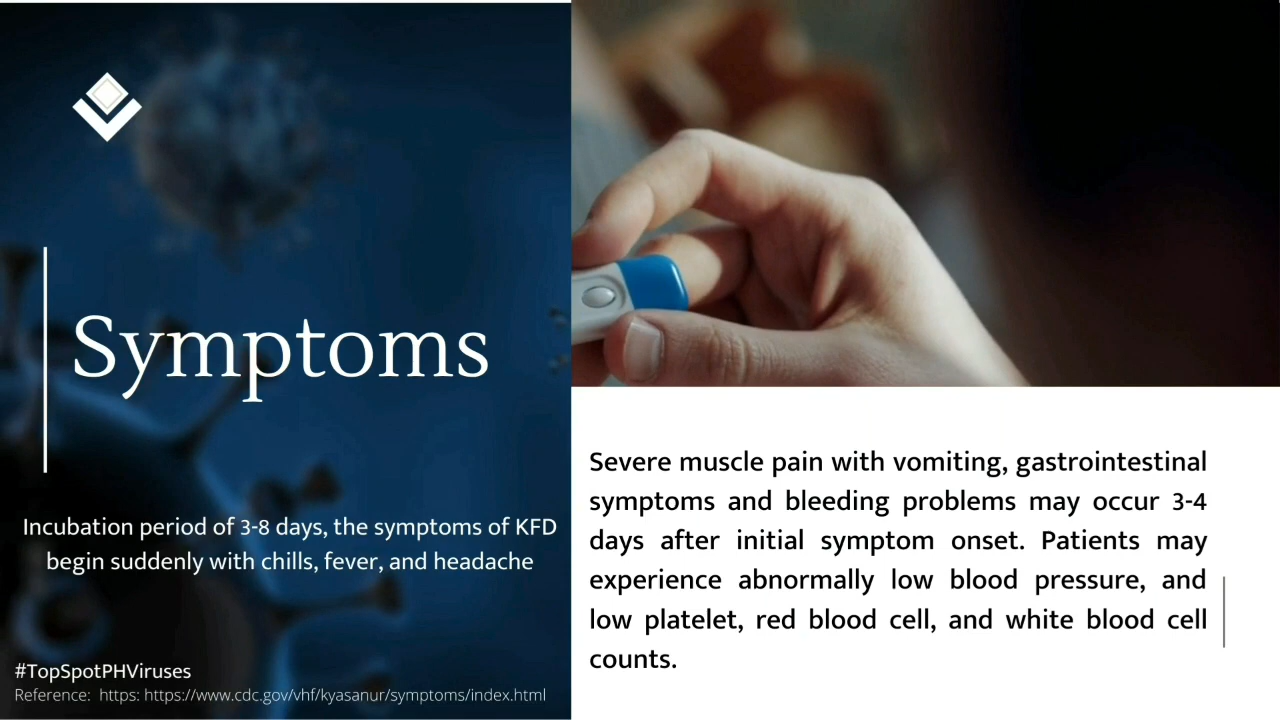 Symptoms
Incubation period of 3-8 days, the symptoms of KFD
begin suddenly with chills, fever, and headache
#TopSpotPHViruses
Reference:  https: https://www.cdc.gov/vhf/kyasanur/symptoms/index.html
Severe muscle pain with vomiting, gastrointestinal
symptoms and bleeding problems may occur 3-4
days after initial symptom onset. Patients may
experience abnormally low blood pressure, and
low platelet, red blood cell, and white blood cell
counts.